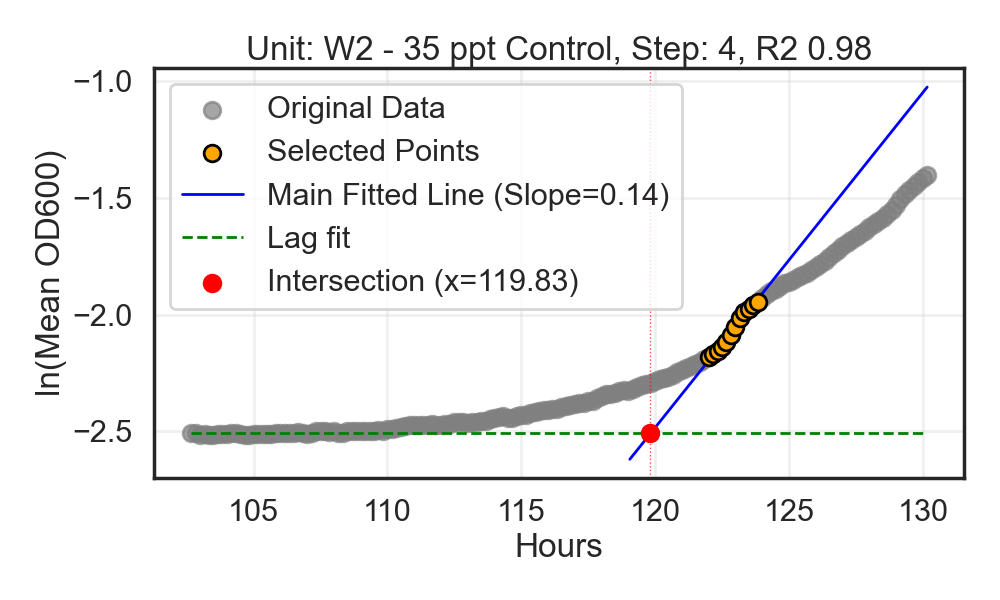 Unit: W2 - 35 ppt Control, Step: 4, R2 0.98
Original Data
Selected Points
Main Fitted Line (Slope=0.14)
Lag fit
Intersection (x=119.83)
ln(Mean OD600)
−1.0
−1.5
−2.0
−2.5
105 110 115 120 125 130
Hours